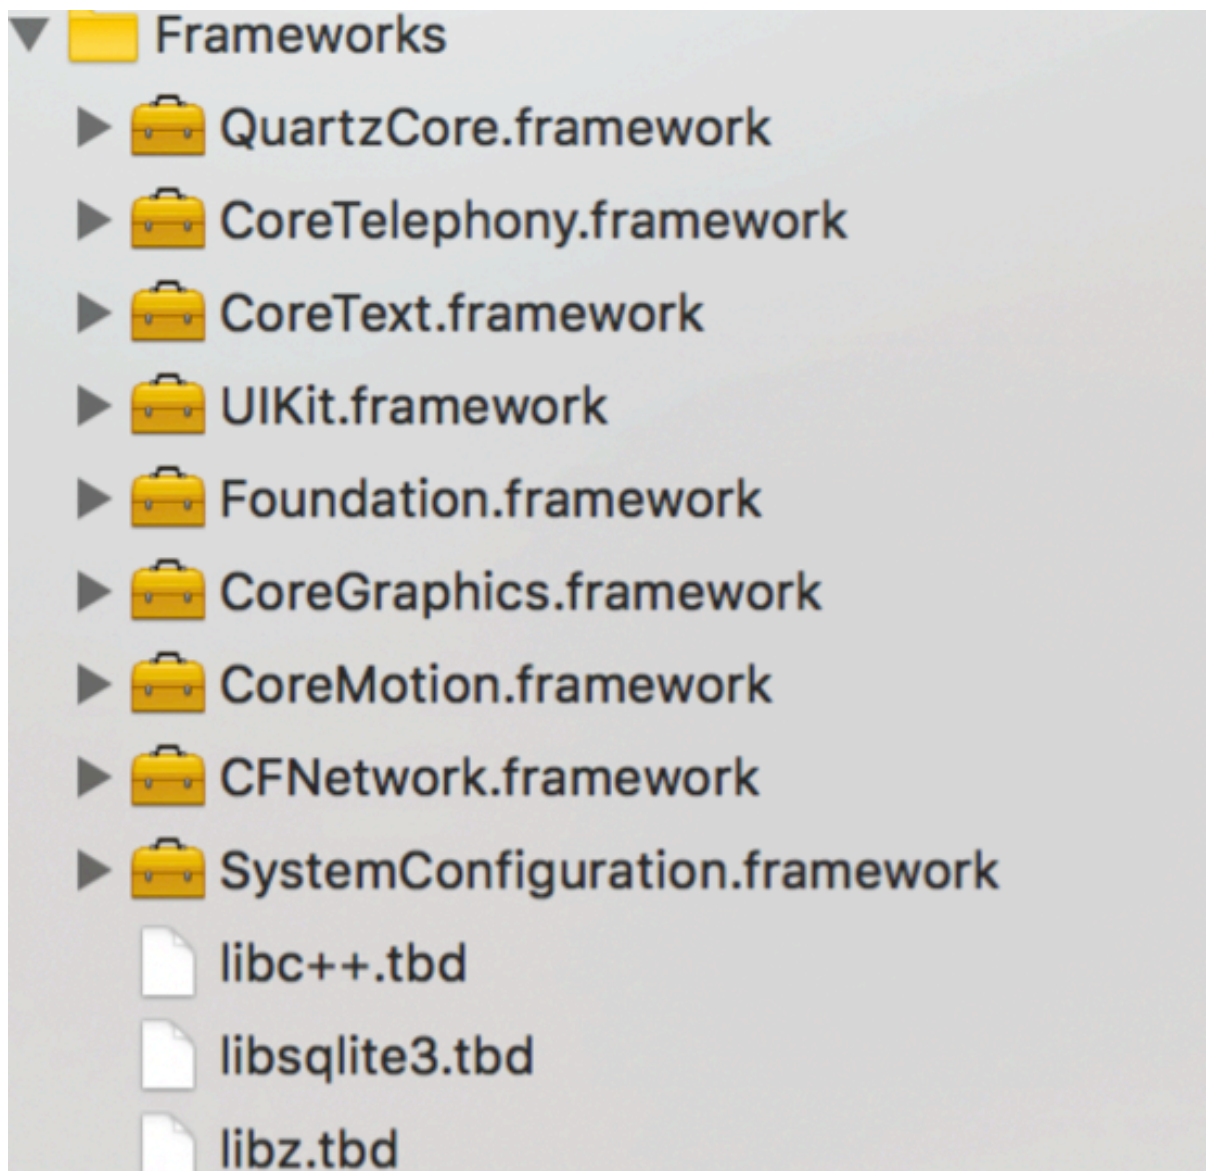 Frameworks
QuartzCore.framework
CoreTelephony.framework
CoreText.framework
UIKit.framework
Foundation.framework
CoreGraphics.framework
CoreMotion.framework
CFNetwork.framework
SystemConfiguration.framework
libc++.tbd
libsqlite3.tbd
libz.tbd